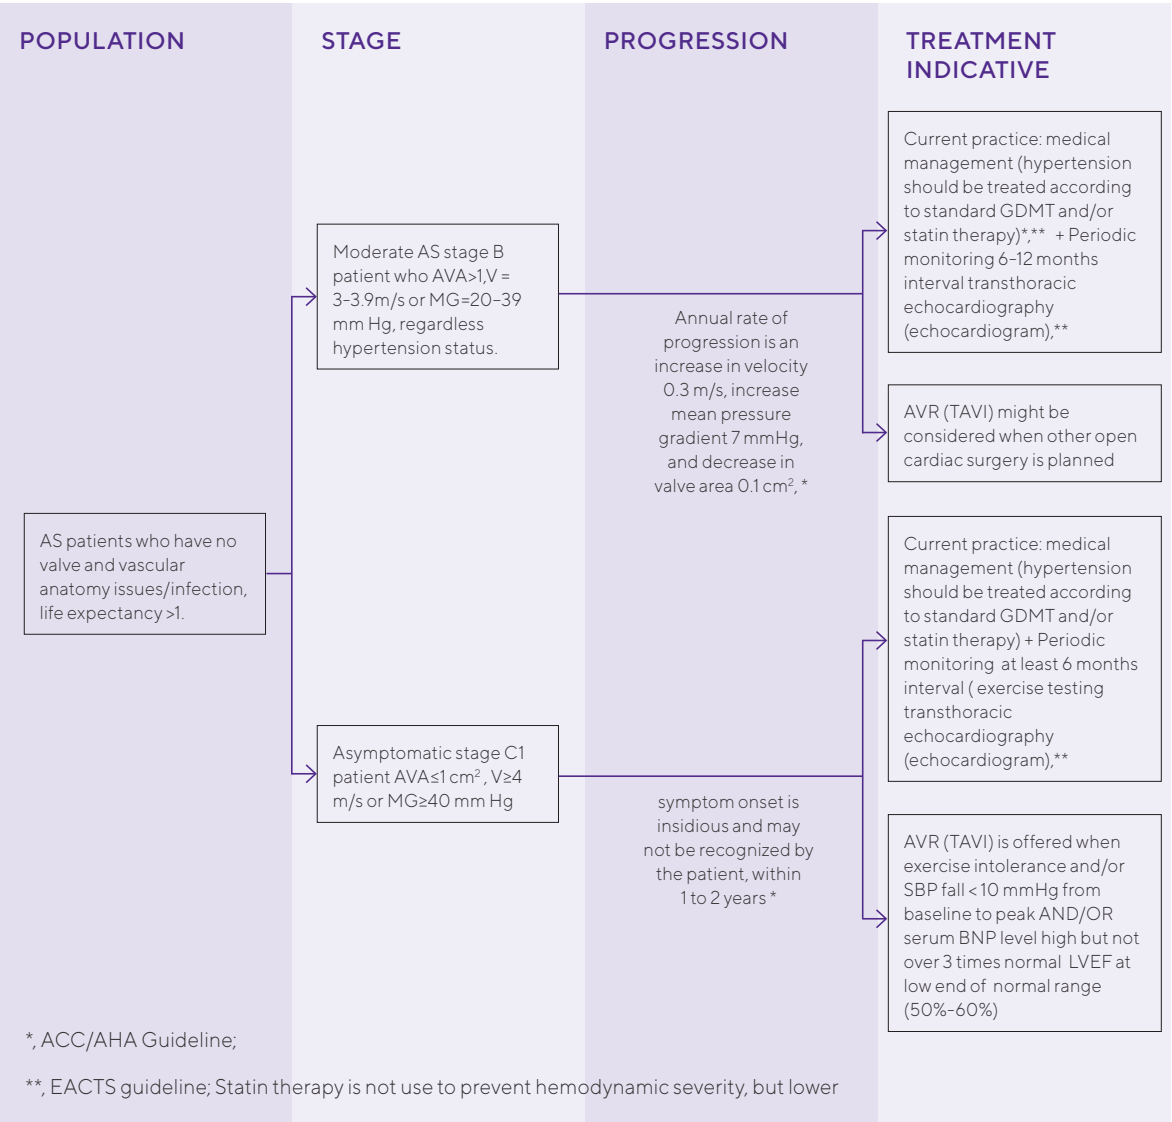 POPULATION
STAGE
PROGRESSION
TREATMENT
INDICATIVE
AS patients who have no
valve and vascular
anatomy issues/infection,
life expectancy >1.
Moderate AS stage B
patient who AVA>1,V =
3-3.9m/s or MG=20–39
mm Hg, regardless
hypertension status.
Asymptomatic stage C1
patient AVA≤1 cm², V≥4
m/s or MG≥40 mm Hg
Annual rate of
progression is an
increase in velocity
0.3 m/s, increase
mean pressure
gradient 7 mmHg,
and decrease in
valve area 0.1 cm², *
symptom onset is
insidious and may
not be recognized by
the patient, within
1 to 2 years *
Current practice: medical
management (hypertension
should be treated according
to standard GDMT and/or
statin therapy)*,** + Periodic
monitoring 6-12 months
interval transthoracic
echocardiography
(echocardiogram),**
AVR (TAVI) might be
considered when other open
cardiac surgery is planned
Current practice: medical
management (hypertension
should be treated according
to standard GDMT and/or
statin therapy) + Periodic
monitoring at least 6 months
interval ( exercise testing
transthoracic
echocardiography
(echocardiogram),**
AVR (TAVI) is offered when
exercise intolerance and/or
SBP fall < 10 mmHg from
baseline to peak AND/OR
serum BNP level high but not
over 3 times normal LVEF at
low end of normal range
(50%-60%)
*, ACC/AHA Guideline;
**, EACTS guideline; Statin therapy is not use to prevent hemodynamic severity, but lower